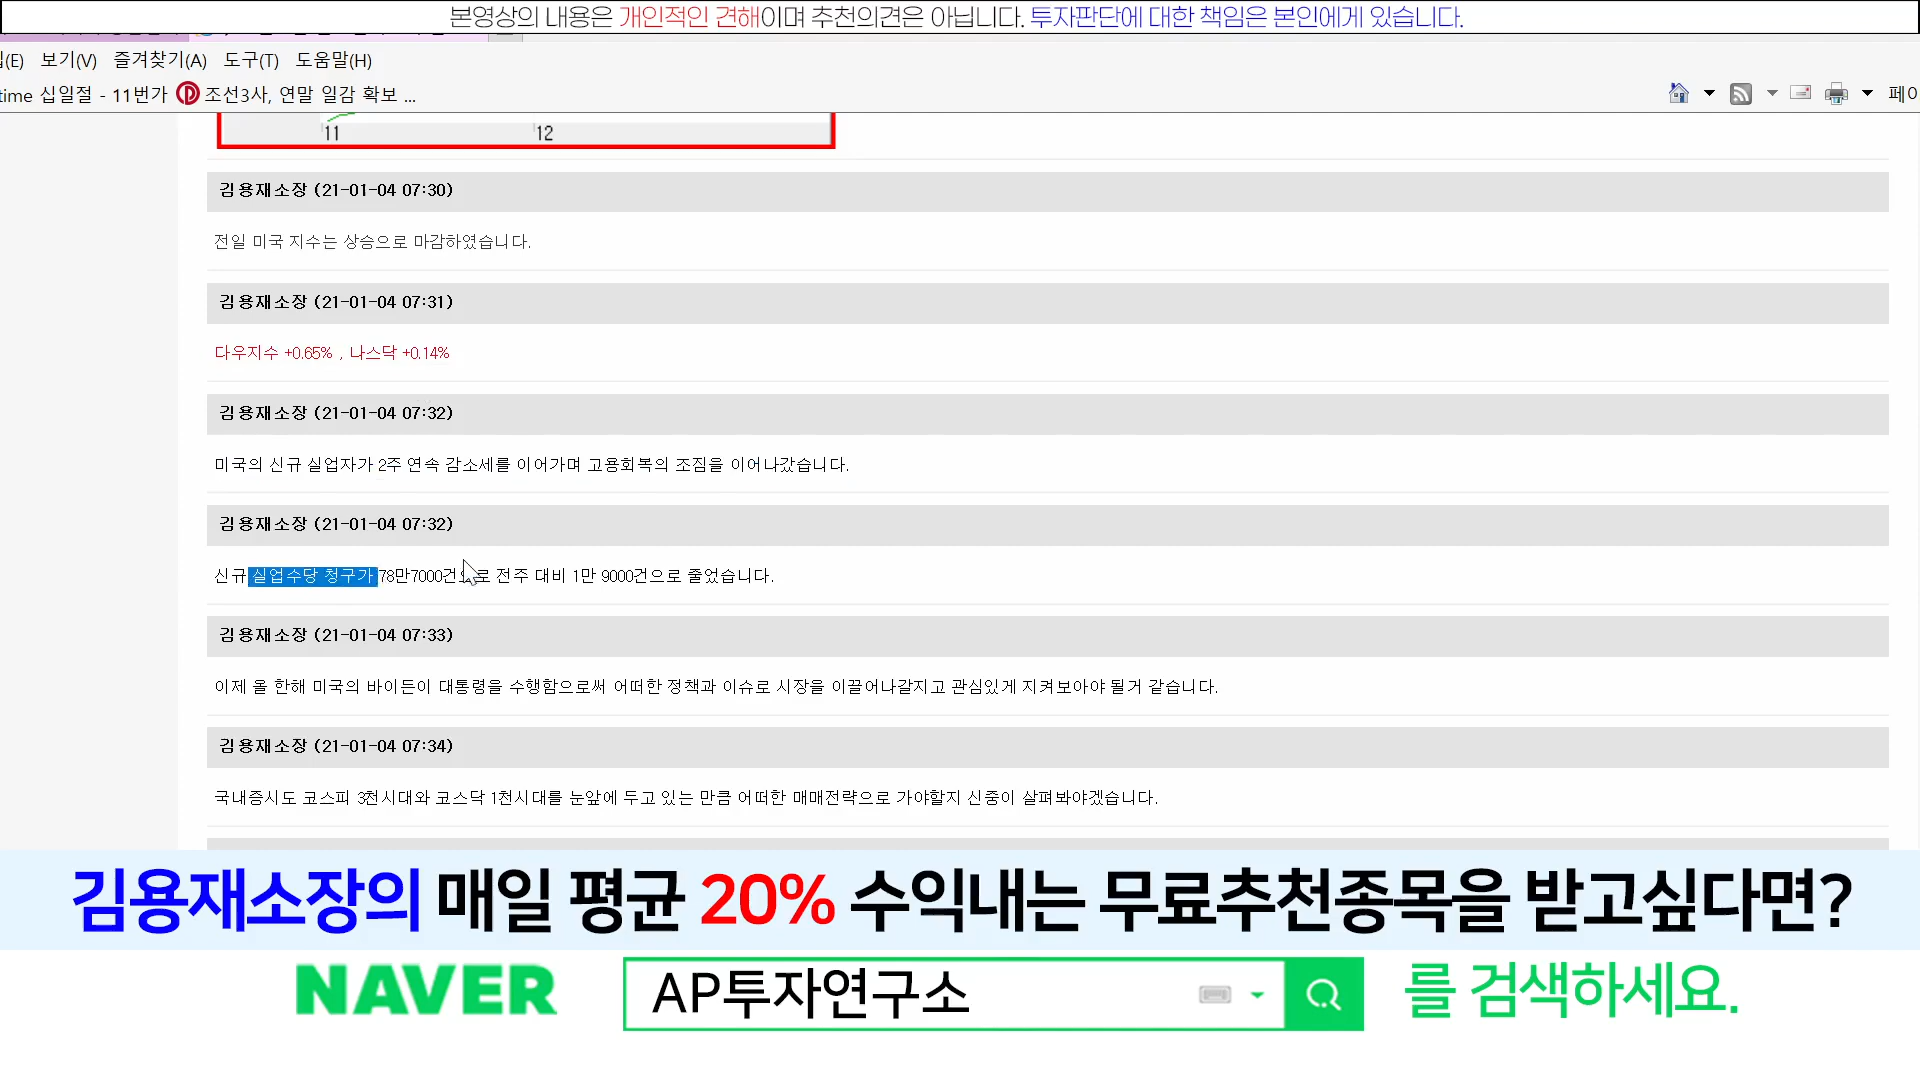 본영상의 내용은 개인적인 견해이며 추천의견은 아닙니다. 투자판단에 대한 책임은 본인에게 있습니다.
(E) 보기(V) 즐겨찾기(A) 도구(T) 도움말(H)
time 십일절 - 11번가 조선3사, 연말 일감 확보 ...
11 12
김용재소장 (21-01-04 07:30)
전일 미국 지수는 상승으로 마감하였습니다.
김용재소장 (21-01-04 07:31)
다우지수 +0.65% , 나스닥 +0.14%
김용재소장 (21-01-04 07:32)
미국의 신규 실업자가 2주 연속 감소세를 이어가며 고용회복의 조짐을 이어나갔습니다.
김용재소장 (21-01-04 07:32)
신규 실업수당 청구가 78만7000건으로 전주 대비 1만 9000건으로 줄었습니다.
김용재소장 (21-01-04 07:33)
이제 올 한해 미국의 바이든이 대통령을 수행함으로써 어떠한 정책과 이슈로 시장을 이끌어나갈지고 관심있게 지켜보아야 될거 같습니다.
김용재소장 (21-01-04 07:34)
국내증시도 코스피 3천시대와 코스닥 1천시대를 눈앞에 두고 있는 만큼 어떠한 매매전략으로 가야할지 신중이 살펴봐야겠습니다.
김용재소장의 매일 평균 20% 수익내는 무료추천종목을 받고싶다면?
NAVER AP투자연구소 를 검색하세요.